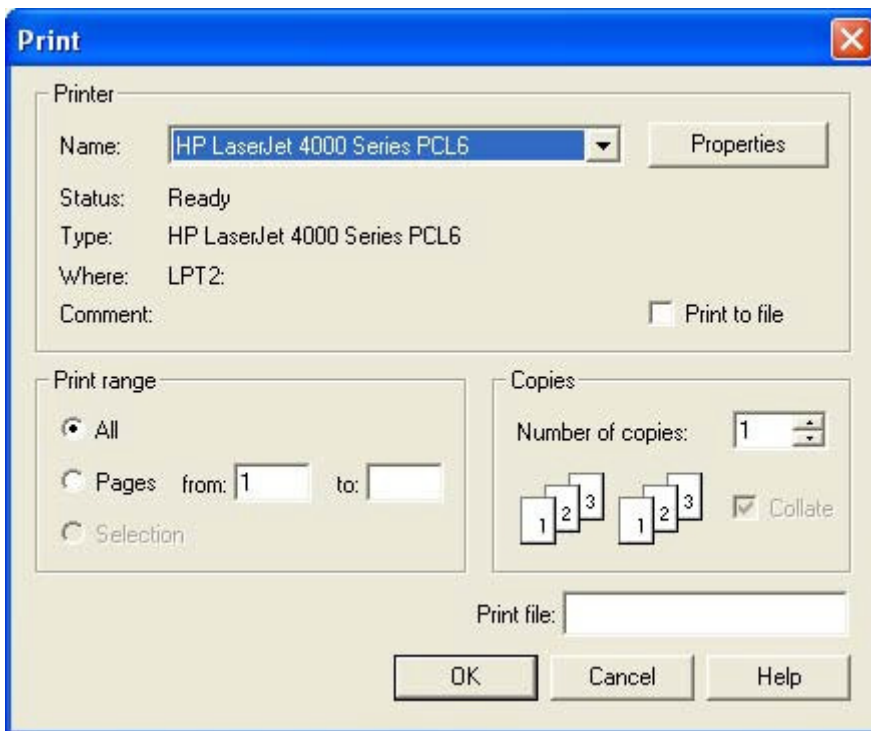 Print
Printer
Name: HP LaserJet 4000 Series PCL6 Properties
Status: Ready
Type: HP LaserJet 4000 Series PCL6
Where: LPT2:
Comment: Print to file
Print range
All
Pages from: 1 to:
Selection
Copies
Number of copies: 1
1 2 3 1 2 3 Collate
Print file:
OK Cancel Help